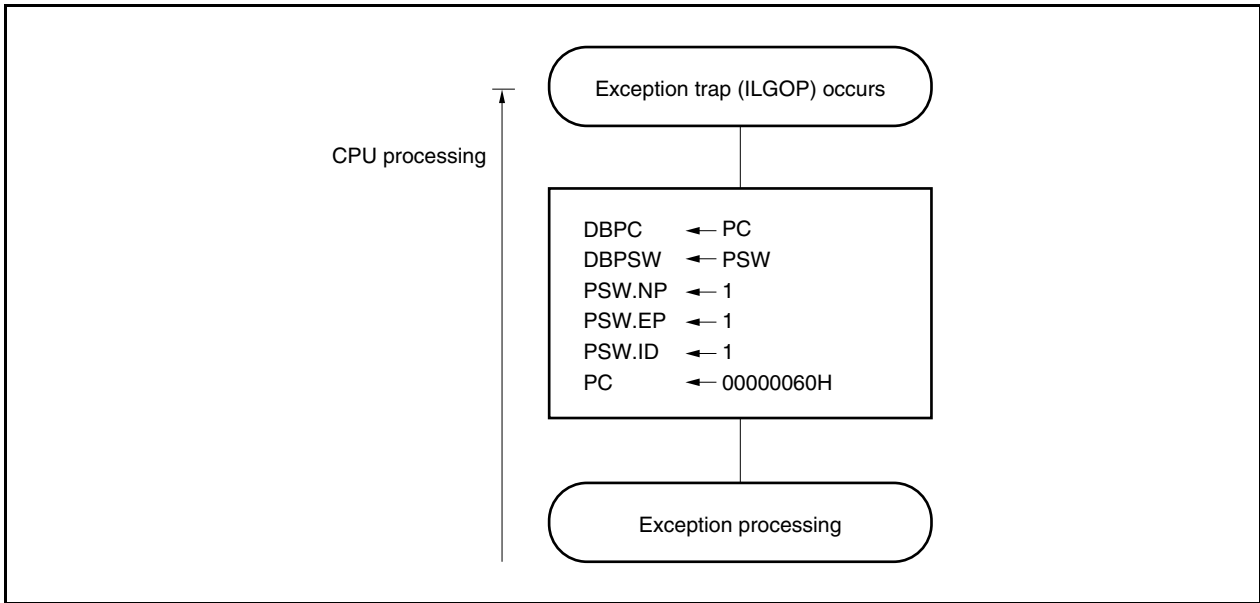 Exception trap (ILGOP) occurs
CPU processing
DBPC ← PC
DBPSW ← PSW
PSW.NP ← 1
PSW.EP ← 1
PSW.ID ← 1
PC ← 00000060H
Exception processing